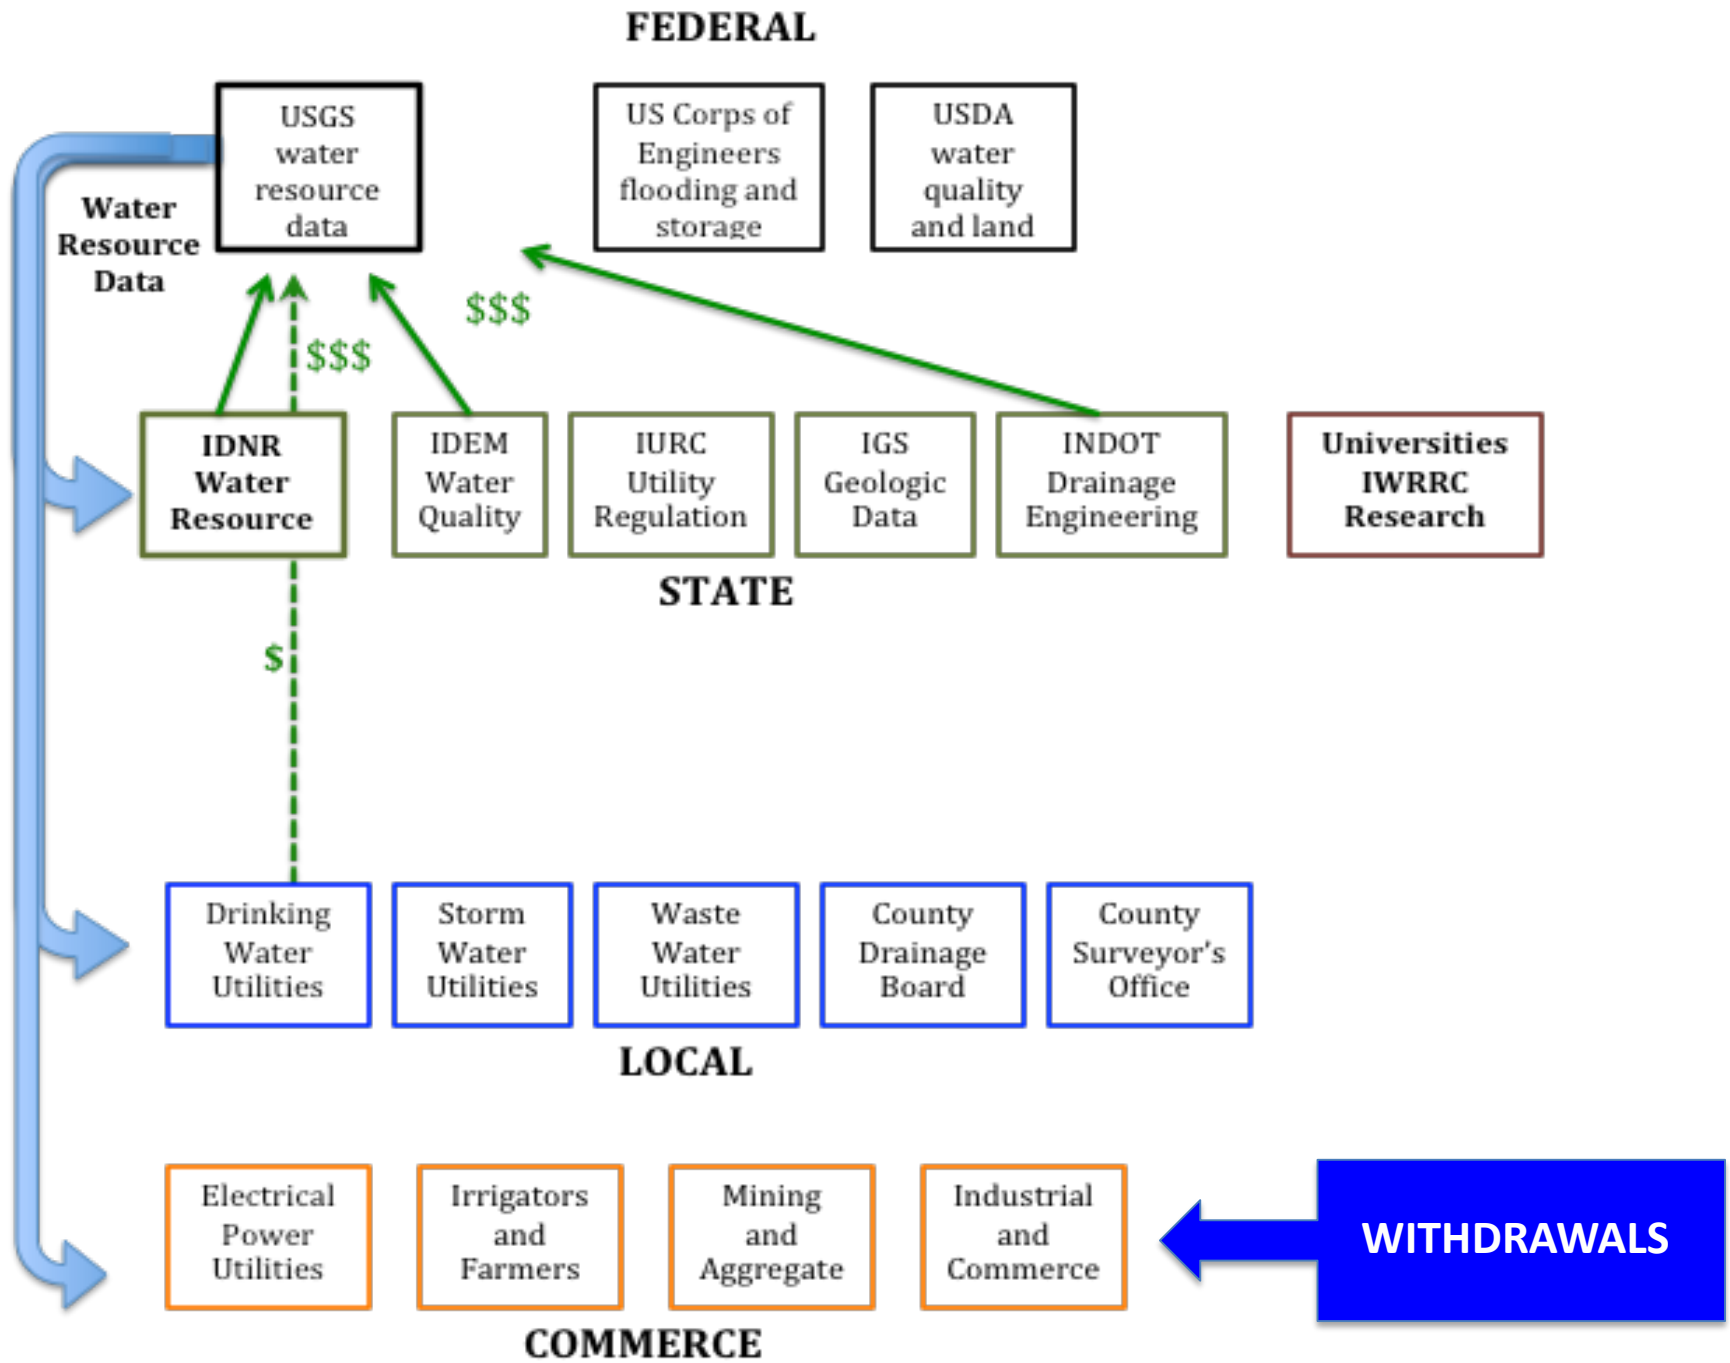 FEDERAL
USGS
water
resource
data
US Corps of
Engineers
flooding and
storage
USDA
water
quality
and land
Water
Resource
Data
$$$
$$$
IDNR
Water
Resource
IDEM
Water
Quality
IURC
Utility
Regulation
IGS
Geologic
Data
INDOT
Drainage
Engineering
Universities
IWRRC
Research
STATE
$
Drinking
Water
Utilities
Storm
Water
Utilities
Waste
Water
Utilities
County
Drainage
Board
County
Surveyor's
Office
LOCAL
Electrical
Power
Utilities
Irrigators
and
Farmers
Mining
and
Aggregate
Industrial
and
Commerce
WITHDRAWALS
COMMERCE